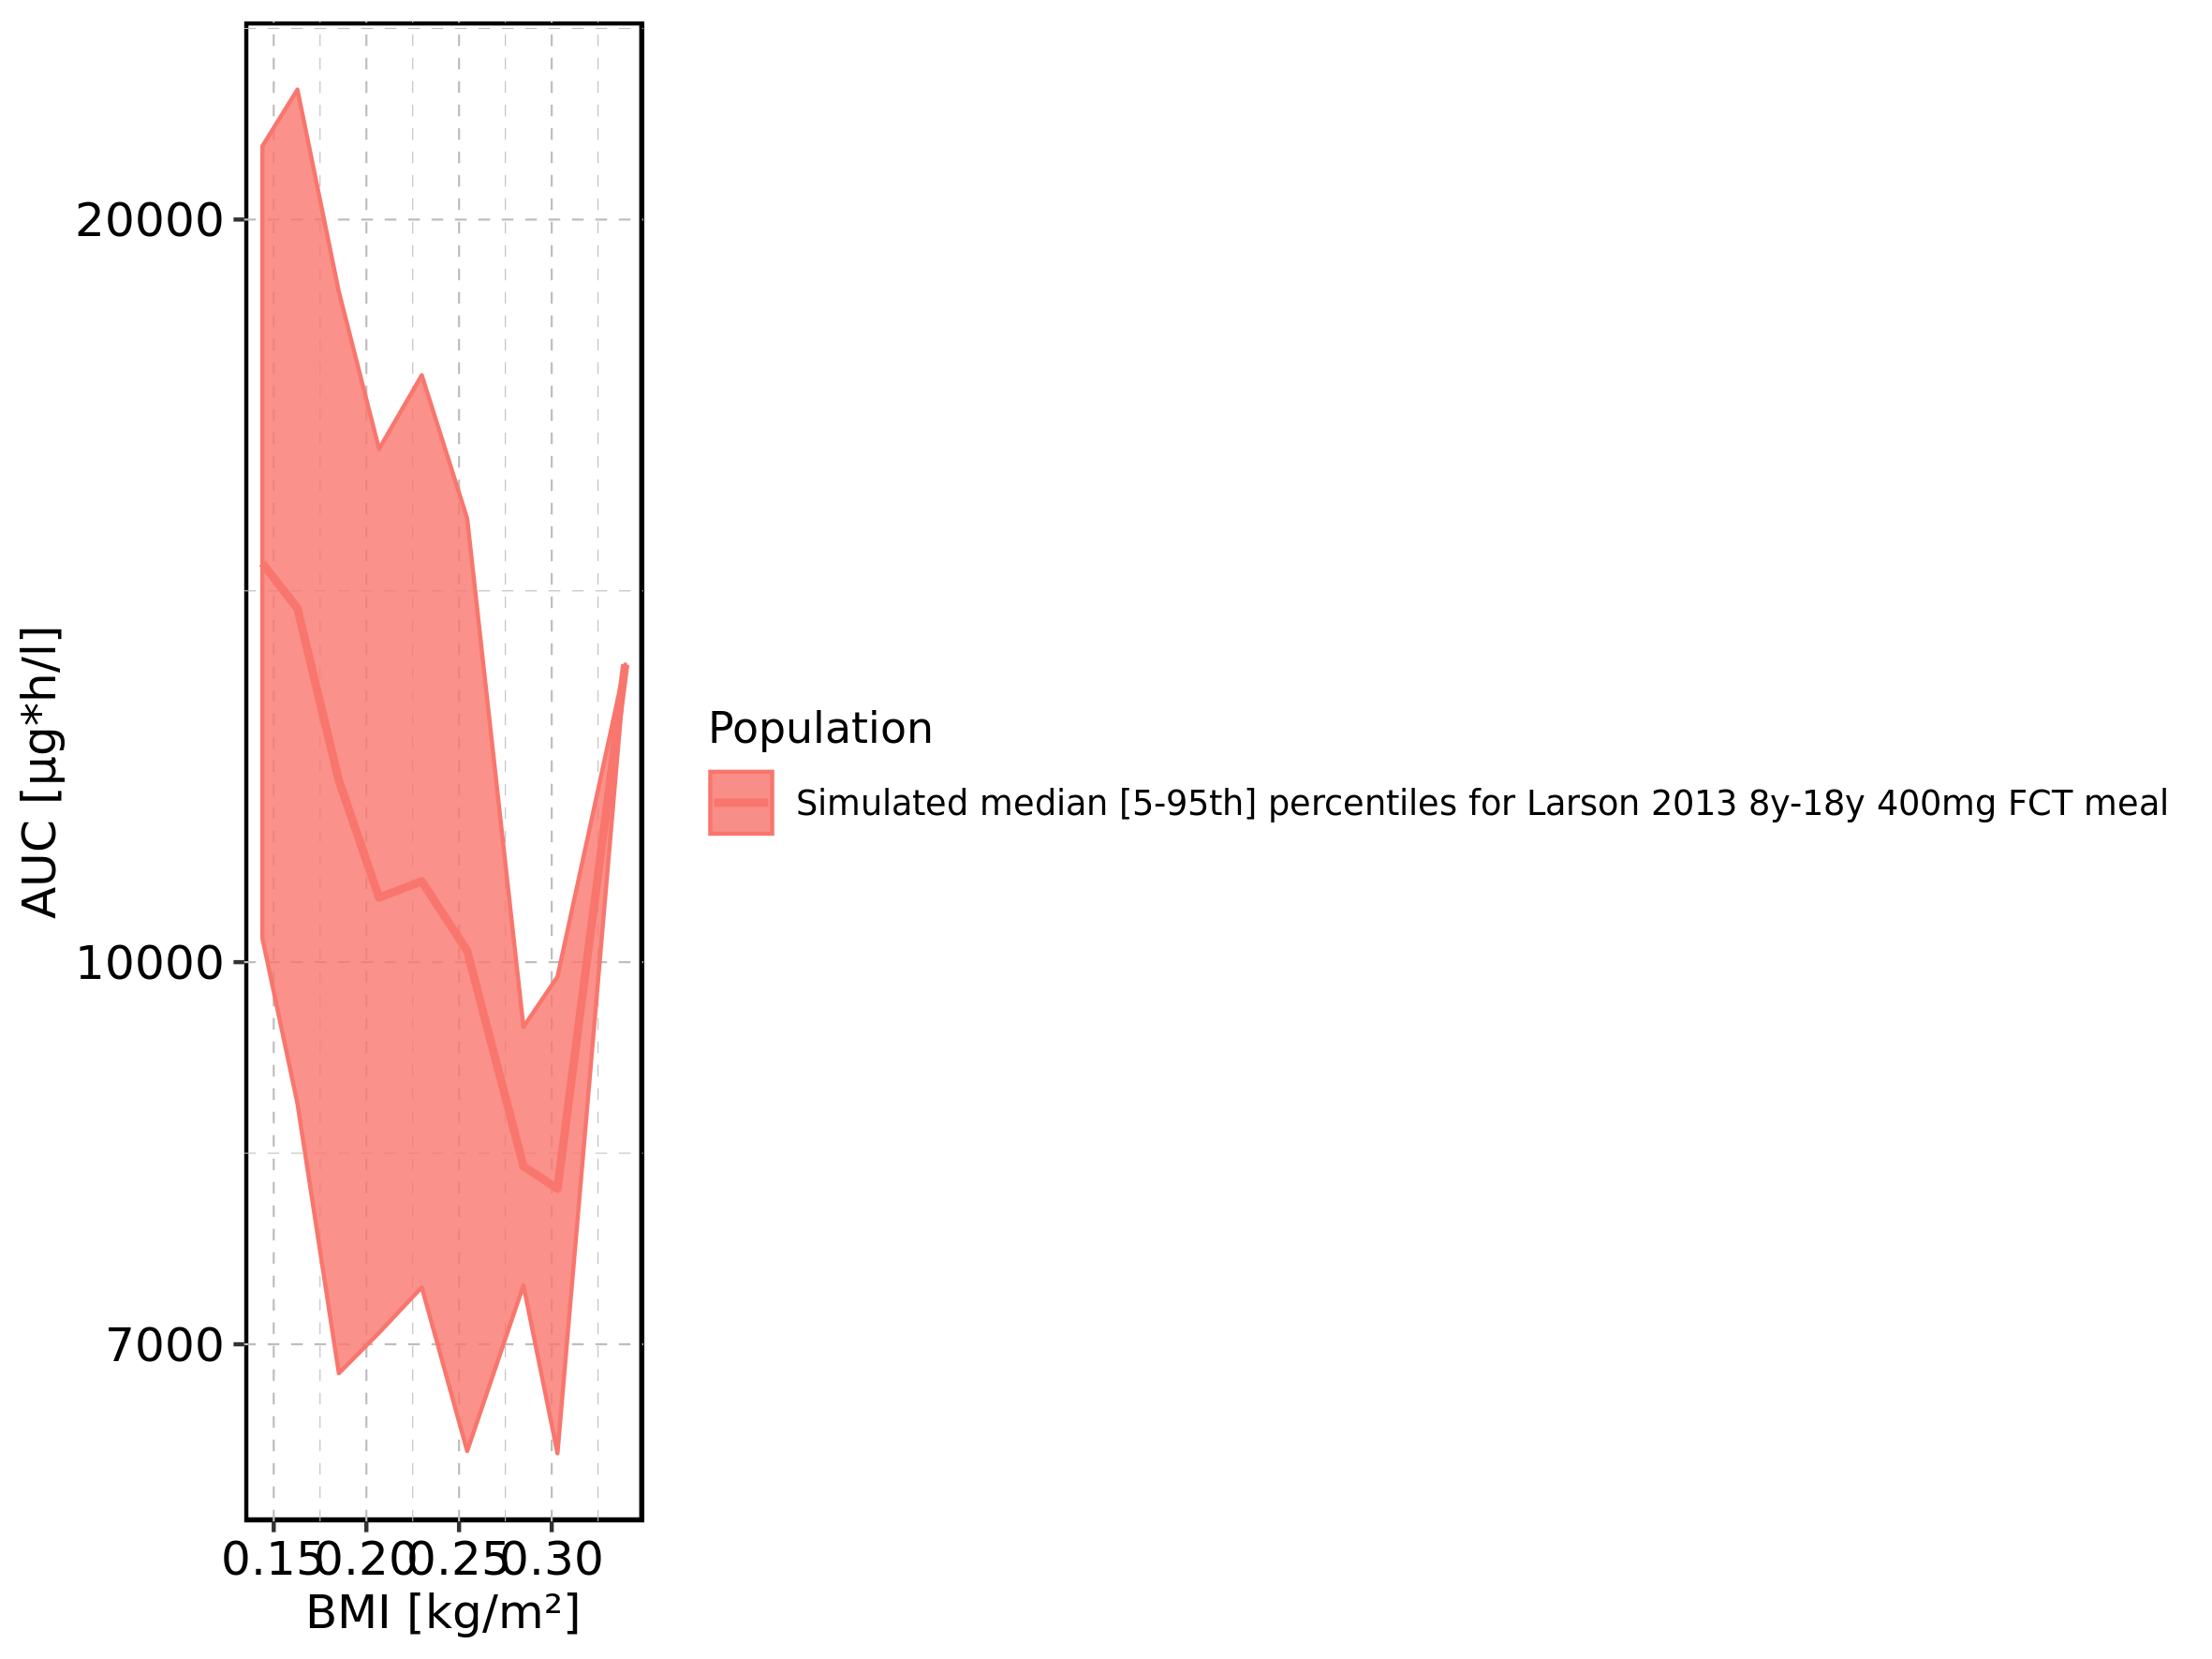 20000
10000
7000
AUC [µg*h/l]
0.15 0.20 0.25 0.30
BMI [kg/m²]
Population
Simulated median [5-95th] percentiles for Larson 2013 8y-18y 400mg FCT meal